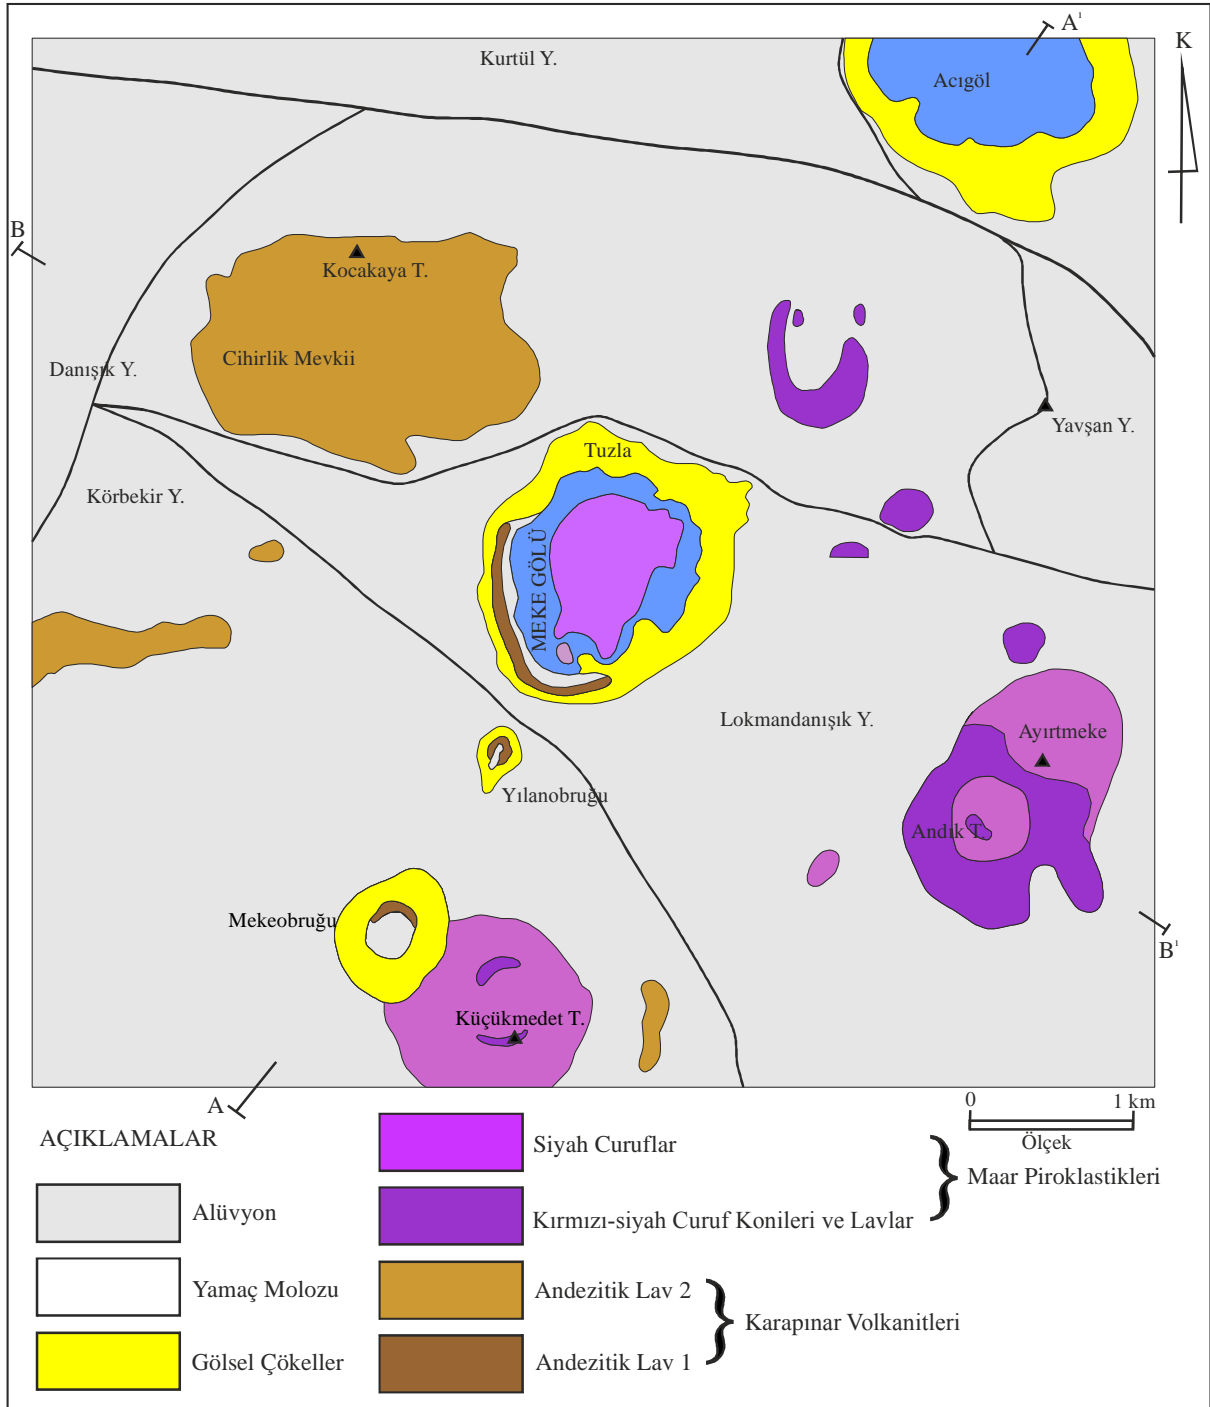 A¹
K
Kurtül Y.
Acıgöl
B
Kocakaya T.
Cihirlik Mevkii
Danışık Y.
Yavşan Y.
Tuzla
Körbekir Y.
MEKE GÖLÜ
Lokmandanışık Y.
Ayırtmeke
Yılanobruğu
Andık T.
Mekeobruğu
B¹
Küçükmedet T.
A
0 1 km
Ölçek
AÇIKLAMALAR
Alüvyon
Yamaç Molozu
Gölsel Çökeller
Siyah Curuflar
Kırmızı-siyah Curuf Konileri ve Lavlar
Maar Piroklastikleri
Andezitik Lav 2
Andezitik Lav 1
Karapınar Volkanitleri